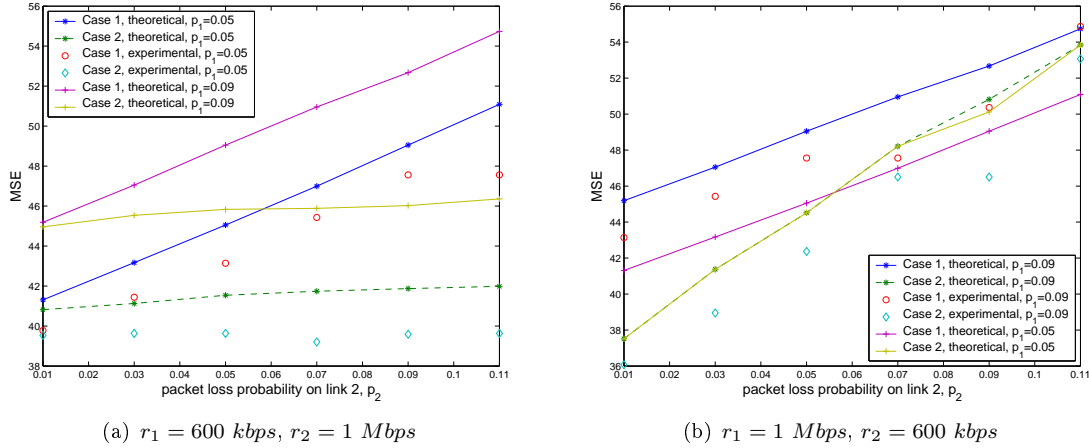 Case 1, theoretical, p1=0.05
Case 2, theoretical, p1=0.05
Case 1, experimental, p1=0.05
Case 2, experimental, p1=0.05
Case 1, theoretical, p1=0.09
Case 2, theoretical, p1=0.09
56
54
52
50
48
46
44
42
40
38
MSE
0.01 0.02 0.03 0.04 0.05 0.06 0.07 0.08 0.09 0.1 0.11
packet loss probability on link 2, p2
(a) r1 = 600 kbps, r2 = 1 Mbps
56
54
52
50
48
46
44
42
40
38
36
MSE
Case 1, theoretical, p1=0.09
Case 2, theoretical, p1=0.09
Case 1, experimental, p1=0.09
Case 2, experimental, p1=0.09
Case 1, theoretical, p1=0.05
Case 2, theoretical, p1=0.05
0.01 0.02 0.03 0.04 0.05 0.06 0.07 0.08 0.09 0.1 0.11
packet loss probability on link 2, p2
(b) r1 = 1 Mbps, r2 = 600 kbps